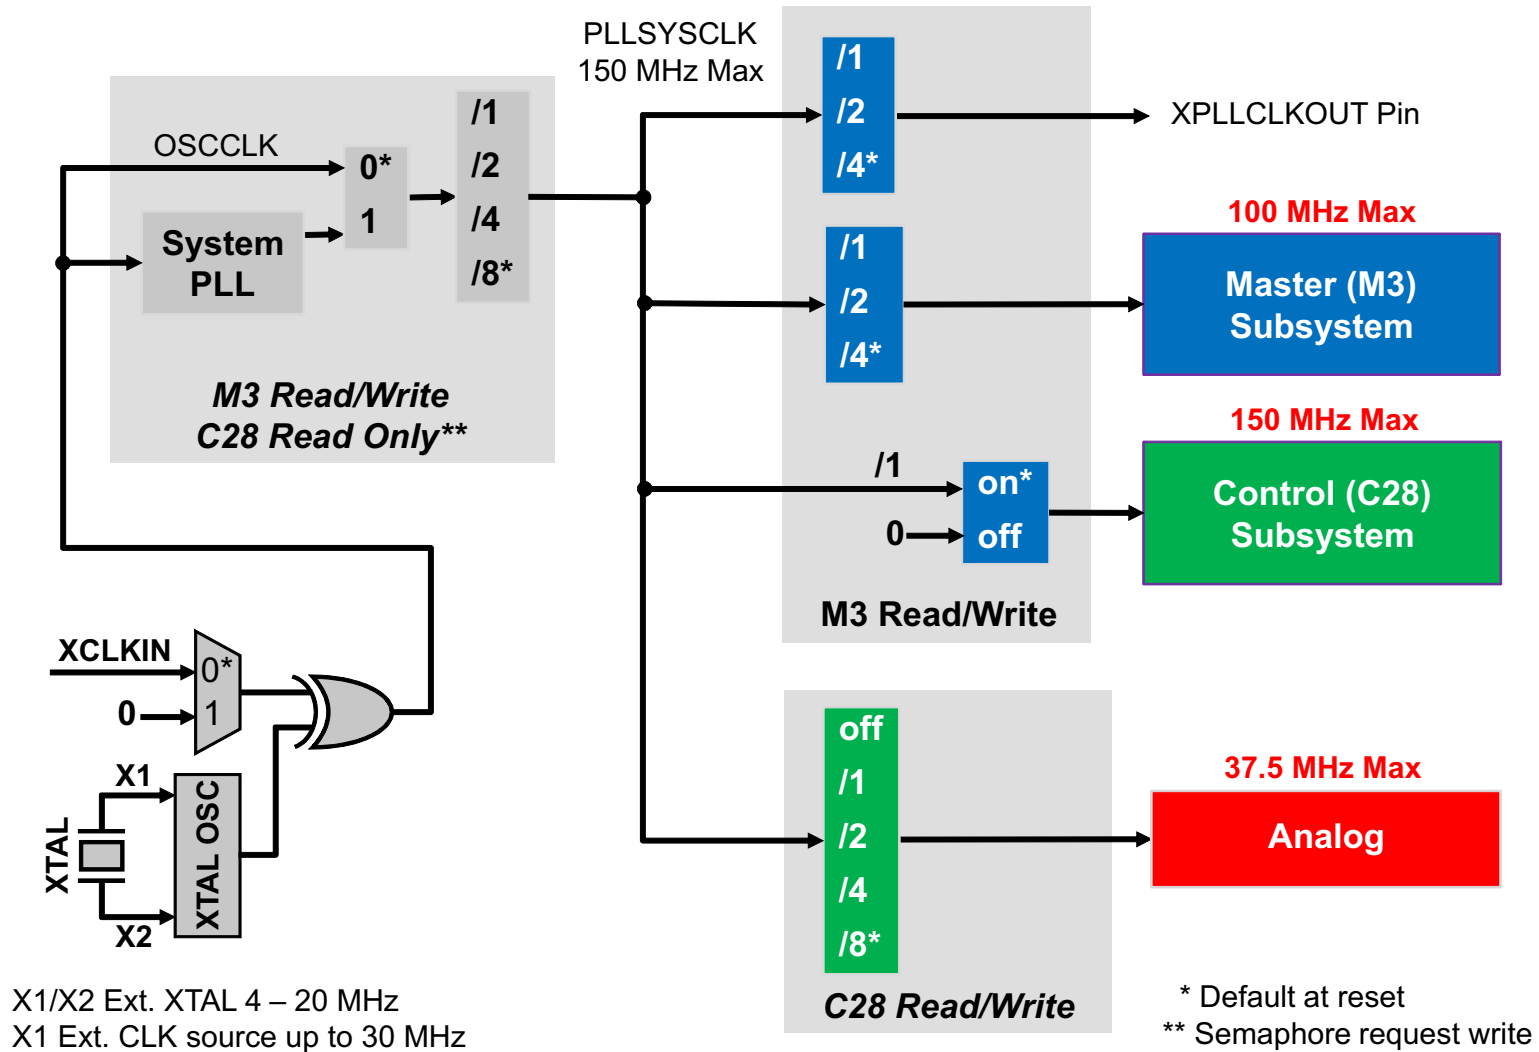 PLLSYSCLK
150 MHz Max
OSCCLK
0*
1
System
PLL
/1
/2
/4
/8*
M3 Read/Write
C28 Read Only**
/1
/2
/4*
XPLLCLKOUT Pin
/1
/2
/4*
100 MHz Max
Master (M3)
Subsystem
/1
0
on*
off
150 MHz Max
Control (C28)
Subsystem
M3 Read/Write
XCLKIN
0
0*
1
X1
XTAL
X2
XTAL OSC
off
/1
/2
/4
/8*
C28 Read/Write
37.5 MHz Max
Analog
X1/X2 Ext. XTAL 4 – 20 MHz
X1 Ext. CLK source up to 30 MHz
* Default at reset
** Semaphore request write